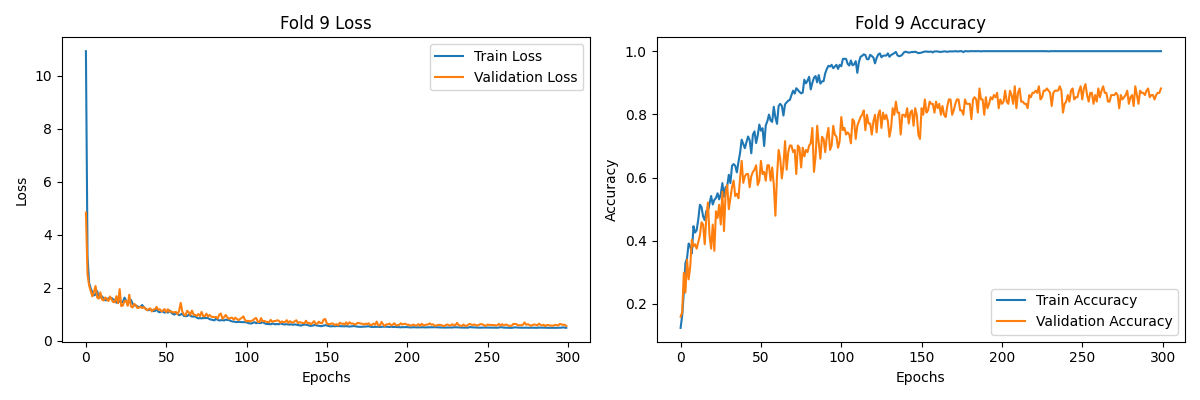 Fold 9 Loss
Train Loss
Validation Loss
Loss
10
8
6
4
2
0
0 50 100 150 200 250 300
Epochs
Fold 9 Accuracy
Accuracy
1.0
0.8
0.6
0.4
0.2
Train Accuracy
Validation Accuracy
0 50 100 150 200 250 300
Epochs